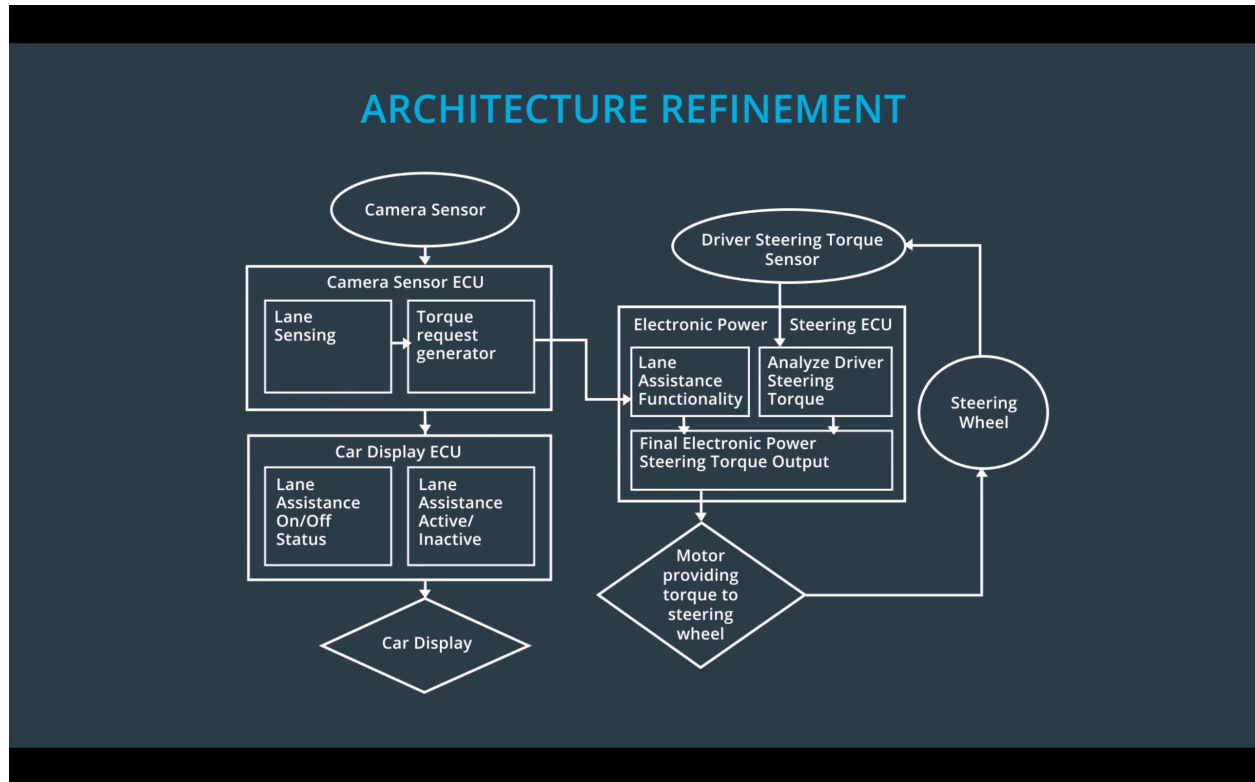 ARCHITECTURE REFINEMENT
Camera Sensor
Camera Sensor ECU
Lane
Sensing
Torque
request
generator
Car Display ECU
Lane
Assistance
On/Off
Status
Lane
Assistance
Active/
Inactive
Car Display
Driver Steering Torque
Sensor
Electronic Power Steering ECU
Lane
Assistance
Functionality
Analyze Driver
Steering
Torque
Final Electronic Power
Steering Torque Output
Motor
providing
torque to
steering
wheel
Steering
Wheel